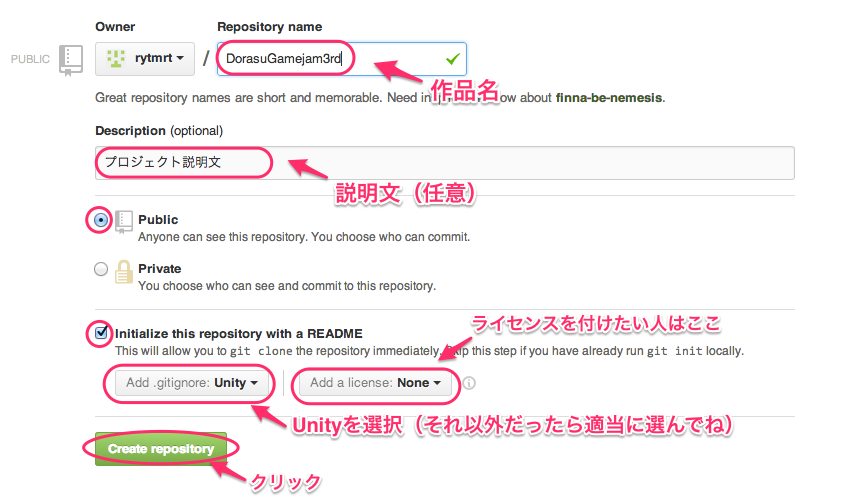 Owner
Repository name
PUBLIC
rytmrt
/
DorasuGamejam3rd
作品名
Great repository names are short and memorable. Need in ow about finna-be-nemesis.
Description (optional)
プロジェクト説明文
説明文（任意）
Public
Anyone can see this repository. You choose who can commit.
Private
You choose who can see and commit to this repository.
ライセンスを付けたい人はここ
Initialize this repository with a README
This will allow you to git clone the repository immediately. Skip this step if you have already run git init locally.
Add .gitignore: Unity
Add a license: None
Unityを選択（それ以外だったら適当に選んでね）
Create repository
クリック